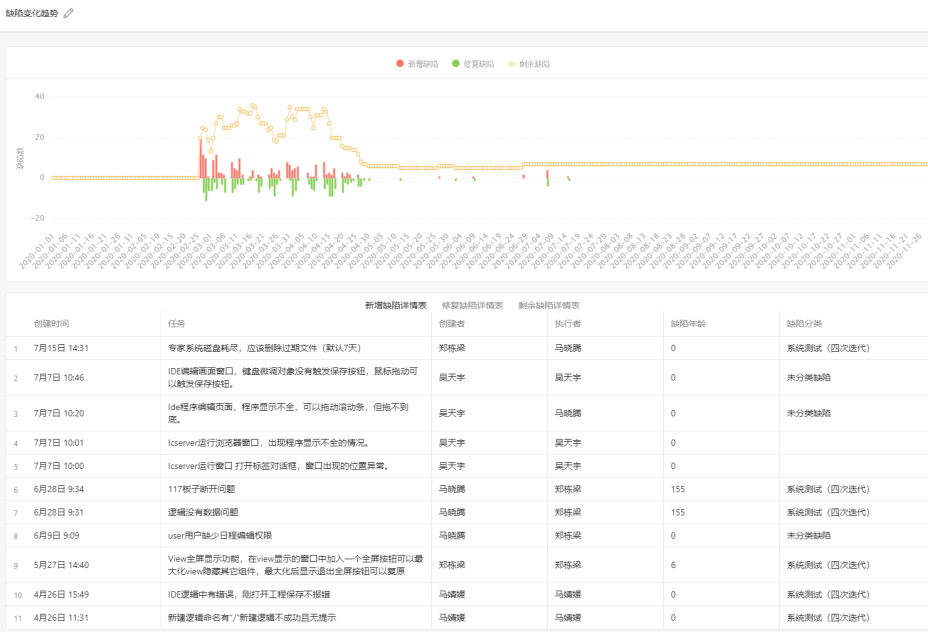 缺陷变化趋势
新增缺陷 修复缺陷 剩余缺陷
40
20
0
-20
缺陷数
2020-01-01 2020-01-06 2020-01-11 2020-01-16 2020-01-21 2020-01-26 2020-01-31 2020-02-05 2020-02-10 2020-02-15 2020-02-20 2020-02-25 2020-03-01 2020-03-06 2020-03-11 2020-03-16 2020-03-21 2020-03-26 2020-03-31 2020-04-05 2020-04-10 2020-04-15 2020-04-20 2020-04-25 2020-04-30 2020-05-05 2020-05-10 2020-05-15 2020-05-20 2020-05-25 2020-05-30 2020-06-04 2020-06-09 2020-06-14 2020-06-19 2020-06-24 2020-06-29 2020-07-04 2020-07-09 2020-07-14 2020-07-19 2020-07-24 2020-07-29 2020-08-03 2020-08-08 2020-08-13 2020-08-18 2020-08-23 2020-08-28 2020-09-02 2020-09-07 2020-09-12 2020-09-17 2020-09-22 2020-09-27 2020-10-02 2020-10-07 2020-10-12 2020-10-17 2020-10-22 2020-10-27 2020-11-01 2020-11-06 2020-11-11 2020-11-16 2020-11-21 2020-11-26
新增缺陷详情表 修复缺陷详情表 剩余缺陷详情表
创建时间 任务 创建者 执行者 缺陷年龄 缺陷分类
1 7月15日 14:31 专家系统磁盘耗尽，应该删除过期文件（默认7天） 郑栋梁 马晓腾 0 系统测试（四次迭代）
2 7月7日 10:46 IDE编辑画面窗口，键盘微调对象没有触发保存按钮，鼠标拖动可 吴天宇 吴天宇 0 未分类缺陷
以触发保存按钮。
3 7月7日 10:20 Ide程序编辑页面，程序显示不全，可以拖动滚动条，但拖不到 吴天宇 马晓腾 0 未分类缺陷
底。
4 7月7日 10:01 Icserver运行浏览器窗口，出现程序显示不全的情况。 吴天宇 吴天宇 0
5 7月7日 10:00 Icserver运行窗口 打开标签对话框，窗口出现的位置异常。 吴天宇 吴天宇 0
6 6月28日 9:34 117板子断开问题 马晓腾 郑栋梁 155 系统测试（四次迭代）
7 6月28日 9:31 逻辑没有数据问题 马晓腾 郑栋梁 155 系统测试（四次迭代）
8 6月9日 9:09 user用户缺少日程编辑权限 马晓腾 郑栋梁 0 未分类缺陷
9 5月27日 14:40 View全屏显示功能，在view显示的窗口中加入一个全屏按钮可以最 郑栋梁 郑栋梁 6 系统测试（四次迭代）
大化view隐藏其它组件，最大化后显示退出全屏按钮可以复原
10 4月26日 15:49 IDE逻辑中有错误，刚打开工程保存不报错 马婧媛 马婧媛 0 系统测试（四次迭代）
11 4月26日 11:31 新建逻辑命名有"/"新建逻辑不成功且无提示 马婧媛 马婧媛 0 系统测试（四次迭代）